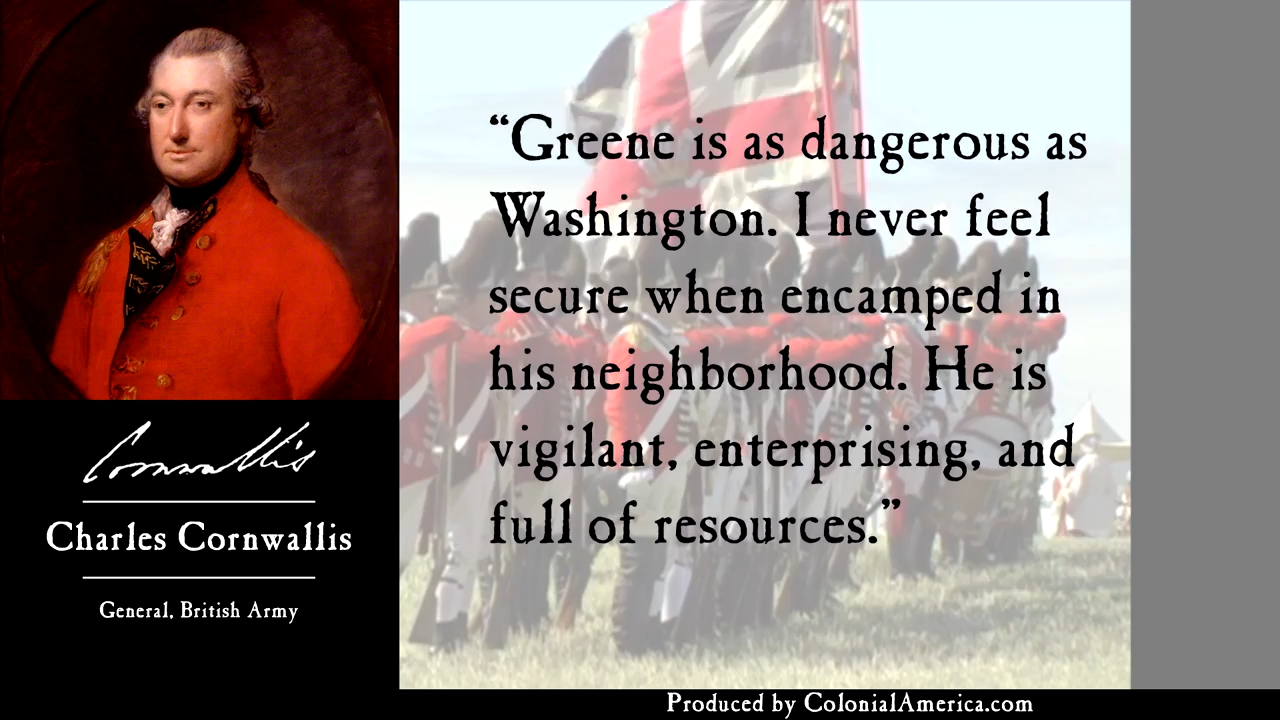 “Greene is as dangerous as
Washington. I never feel
secure when encamped in
his neighborhood. He is
vigilant, enterprising, and
full of resources.”
Cornwallis
Charles Cornwallis
General, British Army
Produced by ColonialAmerica.com